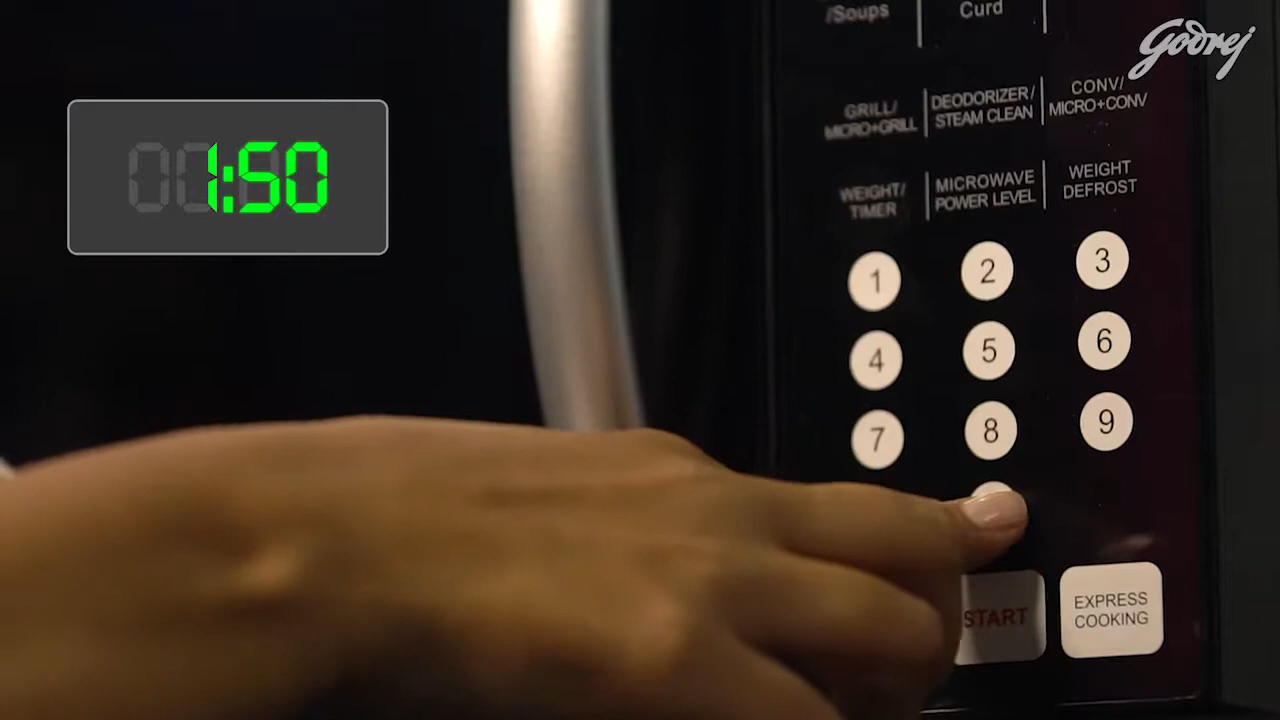 /Soups
Curd
Godrej
GRILL/
MICRO+GRILL
DEODORIZER/
STEAM CLEAN
CONV/
MICRO+CONV
1:50
WEIGHT/
TIMER
MICROWAVE
POWER LEVEL
WEIGHT
DEFROST
1
2
3
4
5
6
7
8
9
START
EXPRESS
COOKING